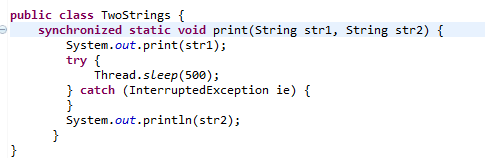 public class TwoStrings {
synchronized static void print(String str1, String str2) {
System.out.print(str1);
try {
Thread.sleep(500);
} catch (InterruptedException ie) {
}
System.out.println(str2);
}
}